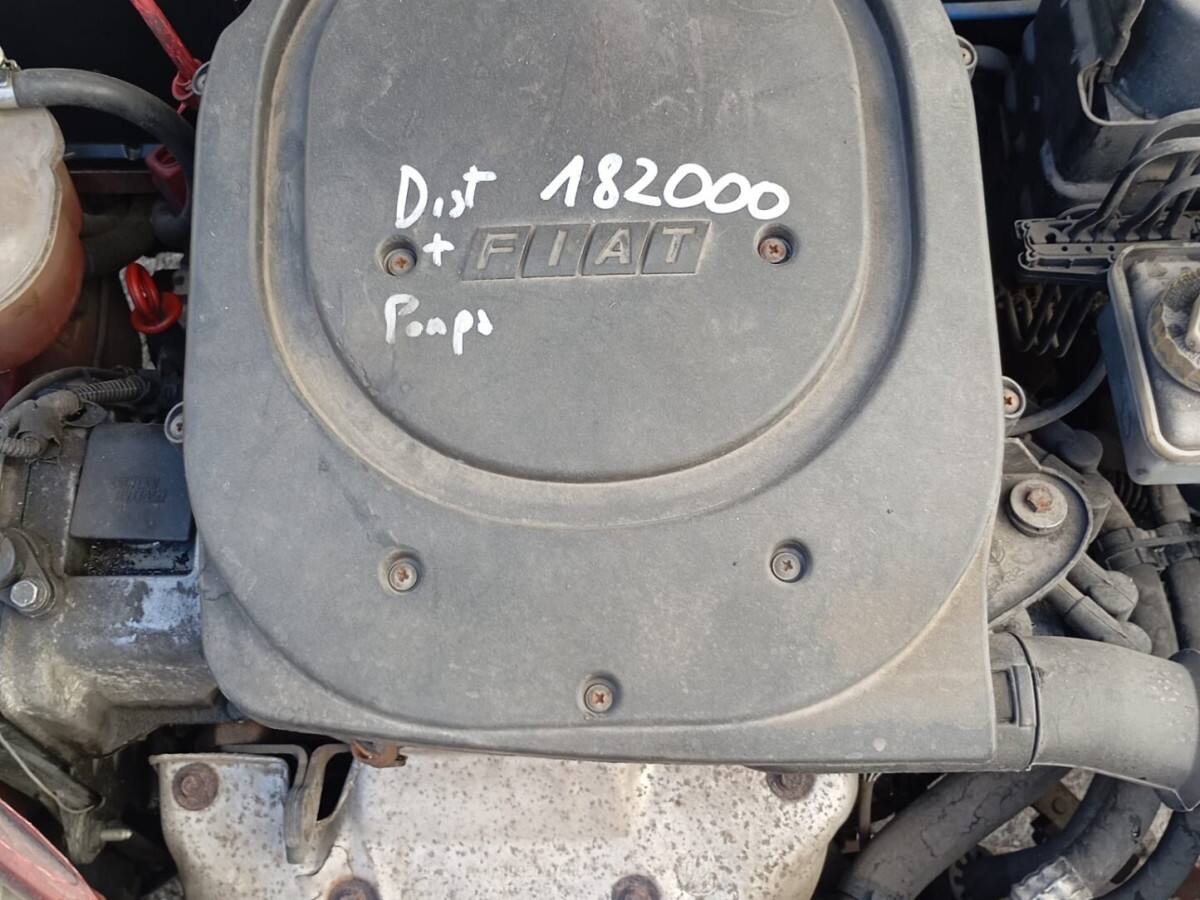 Dist 182000
+ FIAT
Pompa